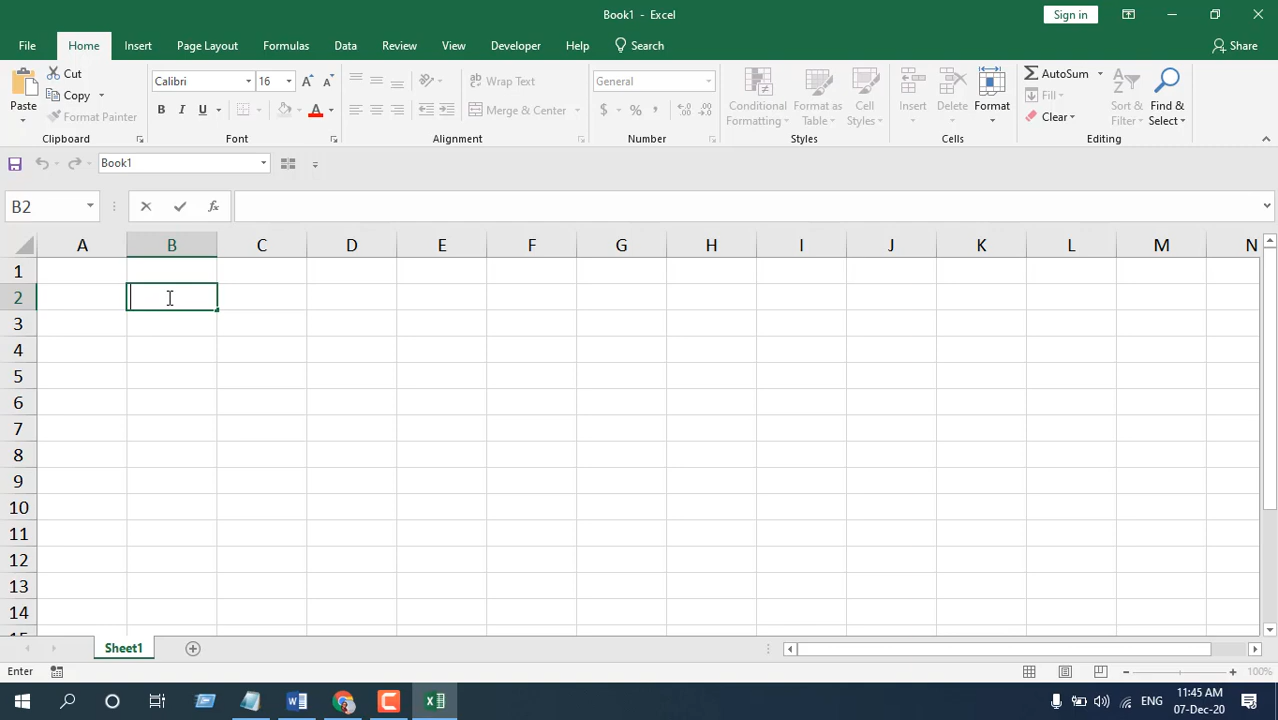 Book1 - Excel Sign in
File Home Insert Page Layout Formulas Data Review View Developer Help Search Share
Paste Cut Calibri 16 Wrap Text General Conditional Formatting Format as Table Cell Styles Insert Delete Format AutoSum Sort & Filter Find & Select
Copy B I U A Merge & Center $ % , Fill
Format Painter Clear
Clipboard Font Alignment Number Styles Cells Editing
Book1
B2 fx
A B C D E F G H I J K L M N
1
2
3
4
5
6
7
8
9
10
11
12
13
14
15
Sheet1
Enter 100%
W X ENG 11:45 AM
07-Dec-20